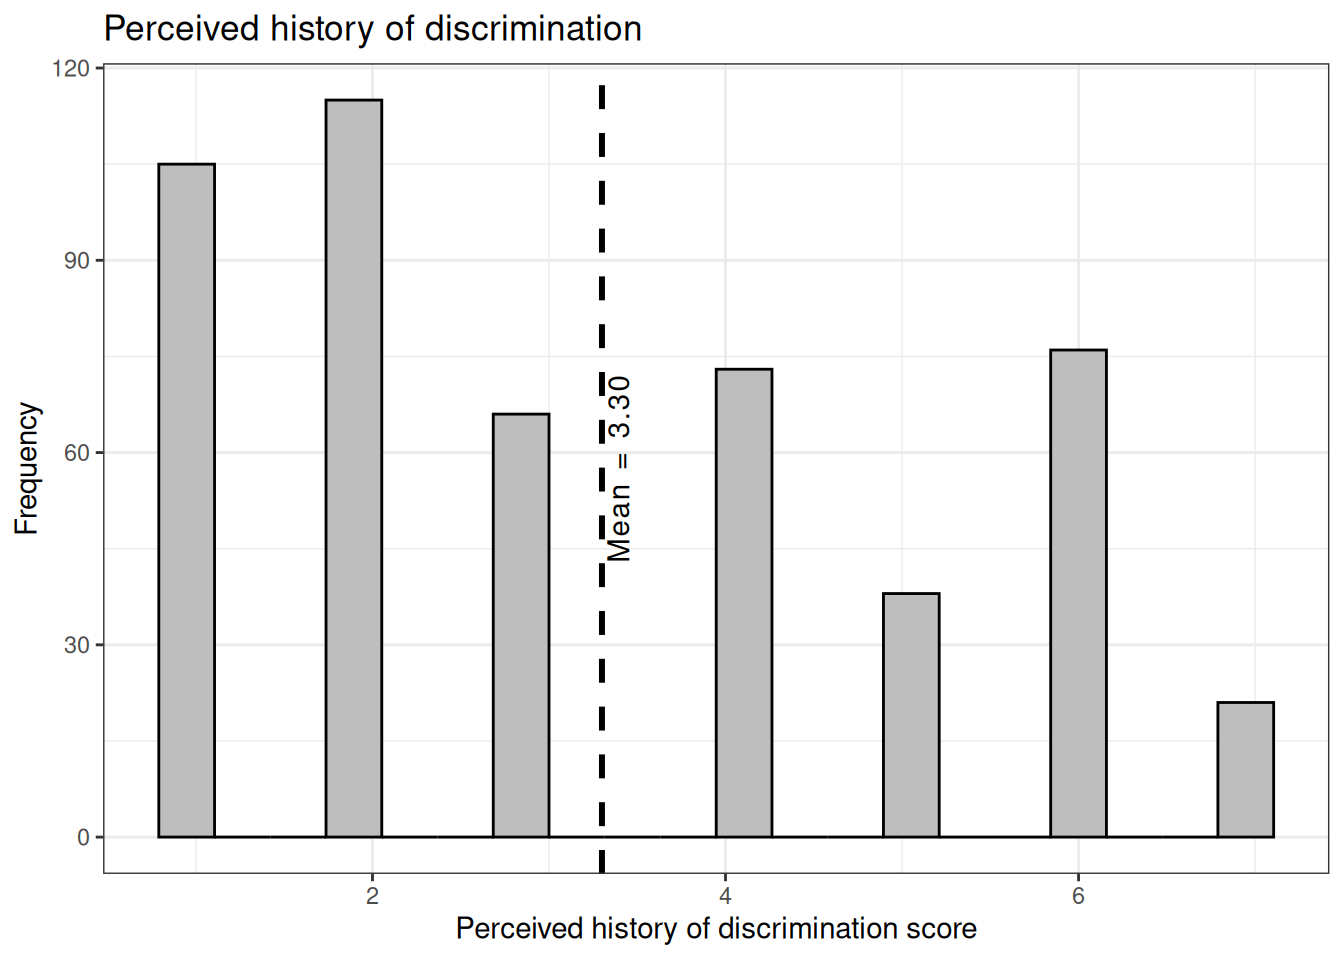 Perceived history of discrimination
120
90
60
30
0
Frequency
Mean = 3.30
2
4
6
Perceived history of discrimination score